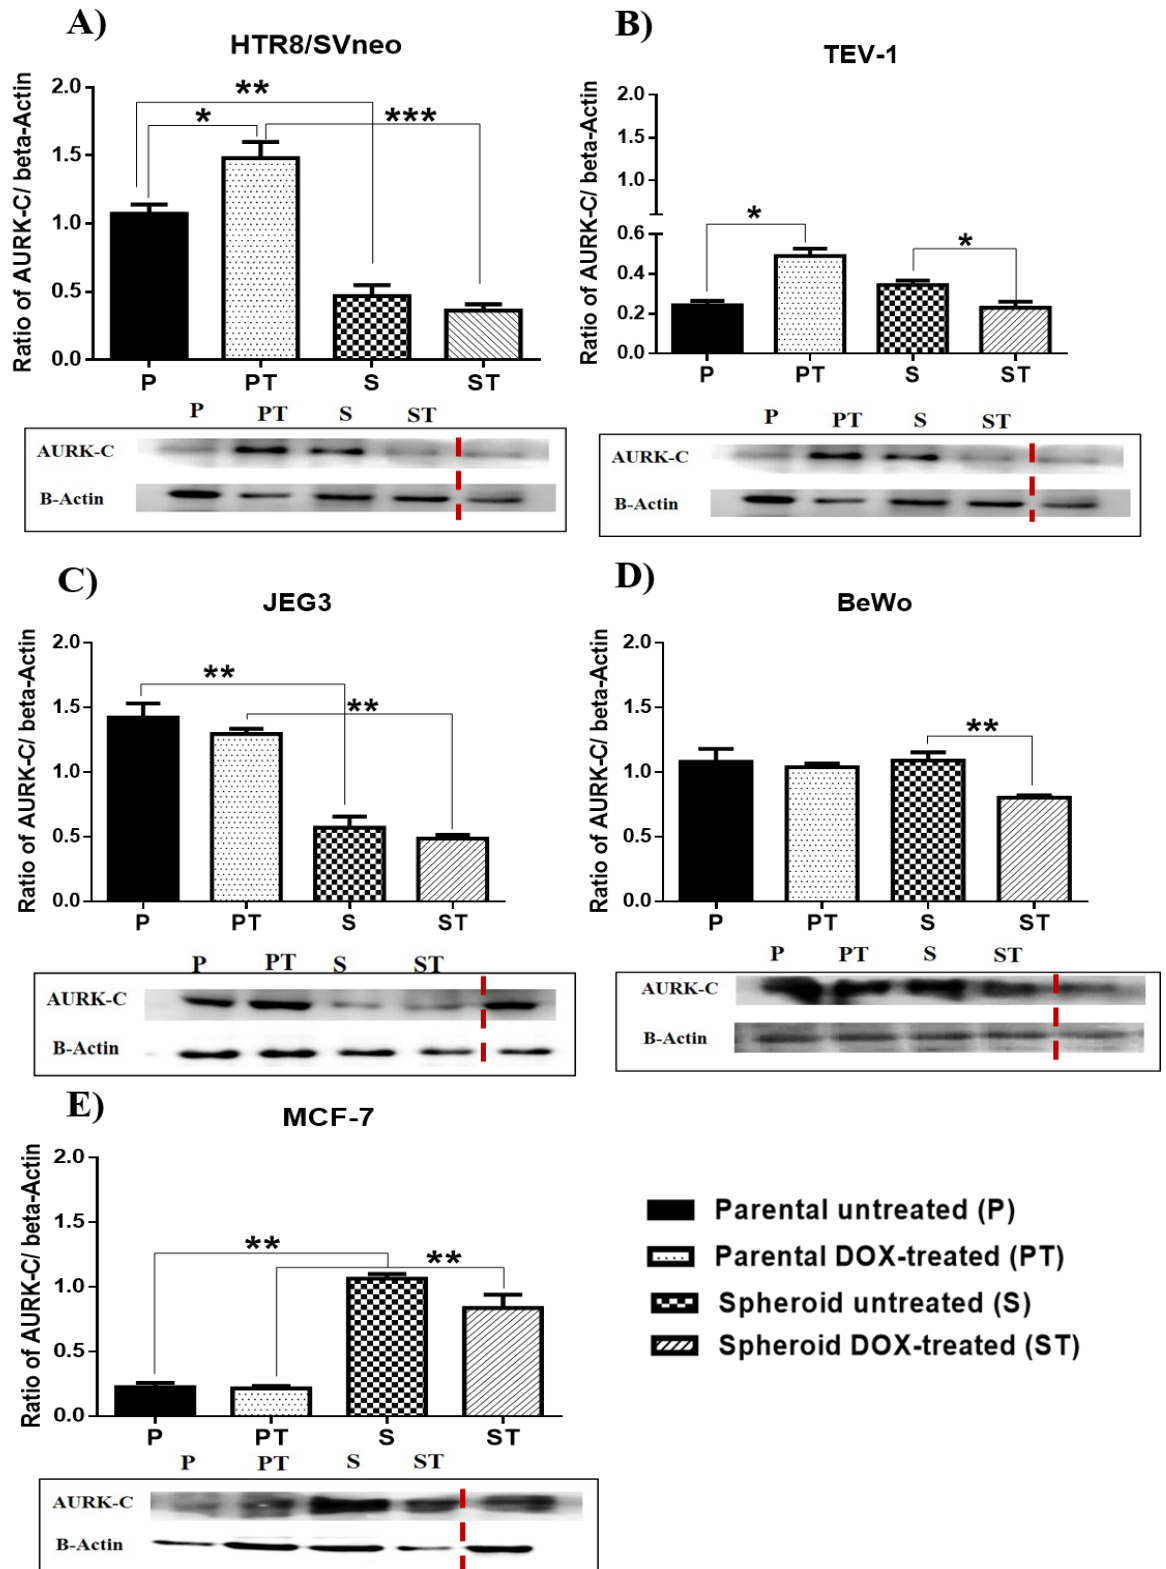 A)
HTR8/SVneo
Ratio of AURK-C/ beta-Actin
2.0
1.5
1.0
0.5
0.0
**
*
***
P PT S ST
P PT S ST
AURK-C
B-Actin
B)
TEV-1
Ratio of AURK-C/ beta-Actin
2.0
1.5
1.0
0.6
0.4
0.2
0.0
*
*
P PT S ST
P PT S ST
AURK-C
B-Actin
C)
JEG3
Ratio of AURK-C/ beta-Actin
2.0
1.5
1.0
0.5
0.0
**
**
P PT S ST
P PT S ST
AURK-C
B-Actin
D)
BeWo
Ratio of AURK-C/ beta-Actin
2.0
1.5
1.0
0.5
0.0
**
P PT S ST
P PT S ST
AURK-C
B-Actin
E)
MCF-7
Ratio of AURK-C/ beta-Actin
2.0
1.5
1.0
0.5
0.0
**
**
P PT S ST
P PT S ST
AURK-C
B-Actin
Parental untreated (P)
Parental DOX-treated (PT)
Spheroid untreated (S)
Spheroid DOX-treated (ST)